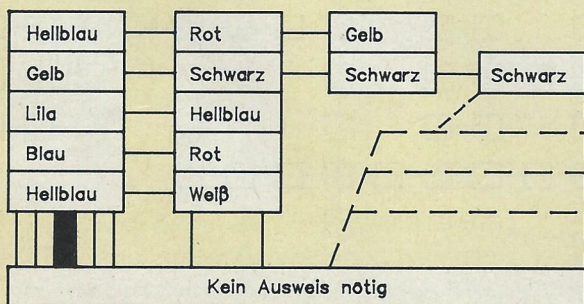 Hellblau Rot Gelb
Gelb Schwarz Schwarz Schwarz
Lila Hellblau
Blau Rot
Hellblau Weiß
Kein Ausweis nötig